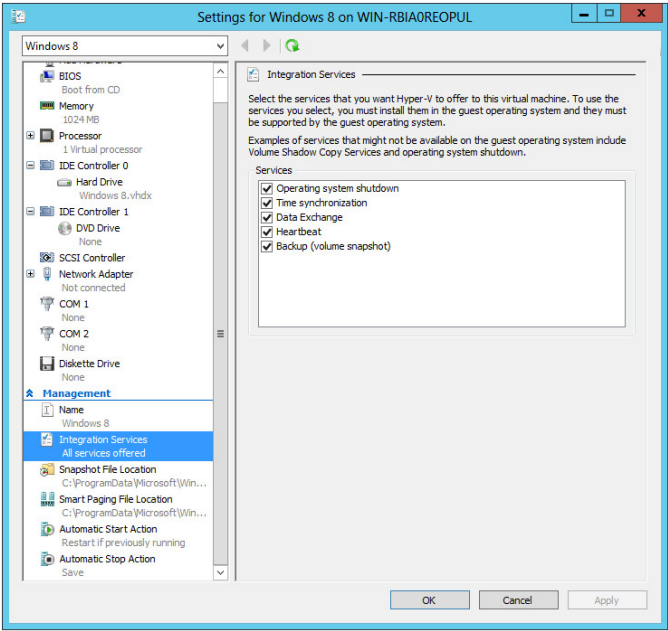 Settings for Windows 8 on WIN-RBIA0REOPUL
Windows 8
BIOS
Boot from CD
Memory
1024 MB
Processor
1 Virtual processor
IDE Controller 0
Hard Drive
Windows 8.vhdx
IDE Controller 1
DVD Drive
None
SCSI Controller
Network Adapter
Not connected
COM 1
None
COM 2
None
Diskette Drive
None
Management
Name
Windows 8
Integration Services
All services offered
Snapshot File Location
C:\ProgramData\Microsoft\Win...
Smart Paging File Location
C:\ProgramData\Microsoft\Win...
Automatic Start Action
Restart if previously running
Automatic Stop Action
Save
Integration Services
Select the services that you want Hyper-V to offer to this virtual machine. To use the
services you select, you must install them in the guest operating system and they must
be supported by the guest operating system.
Examples of services that might not be available on the guest operating system include
Volume Shadow Copy Services and operating system shutdown.
Services
Operating system shutdown
Time synchronization
Data Exchange
Heartbeat
Backup (volume snapshot)
OK
Cancel
Apply